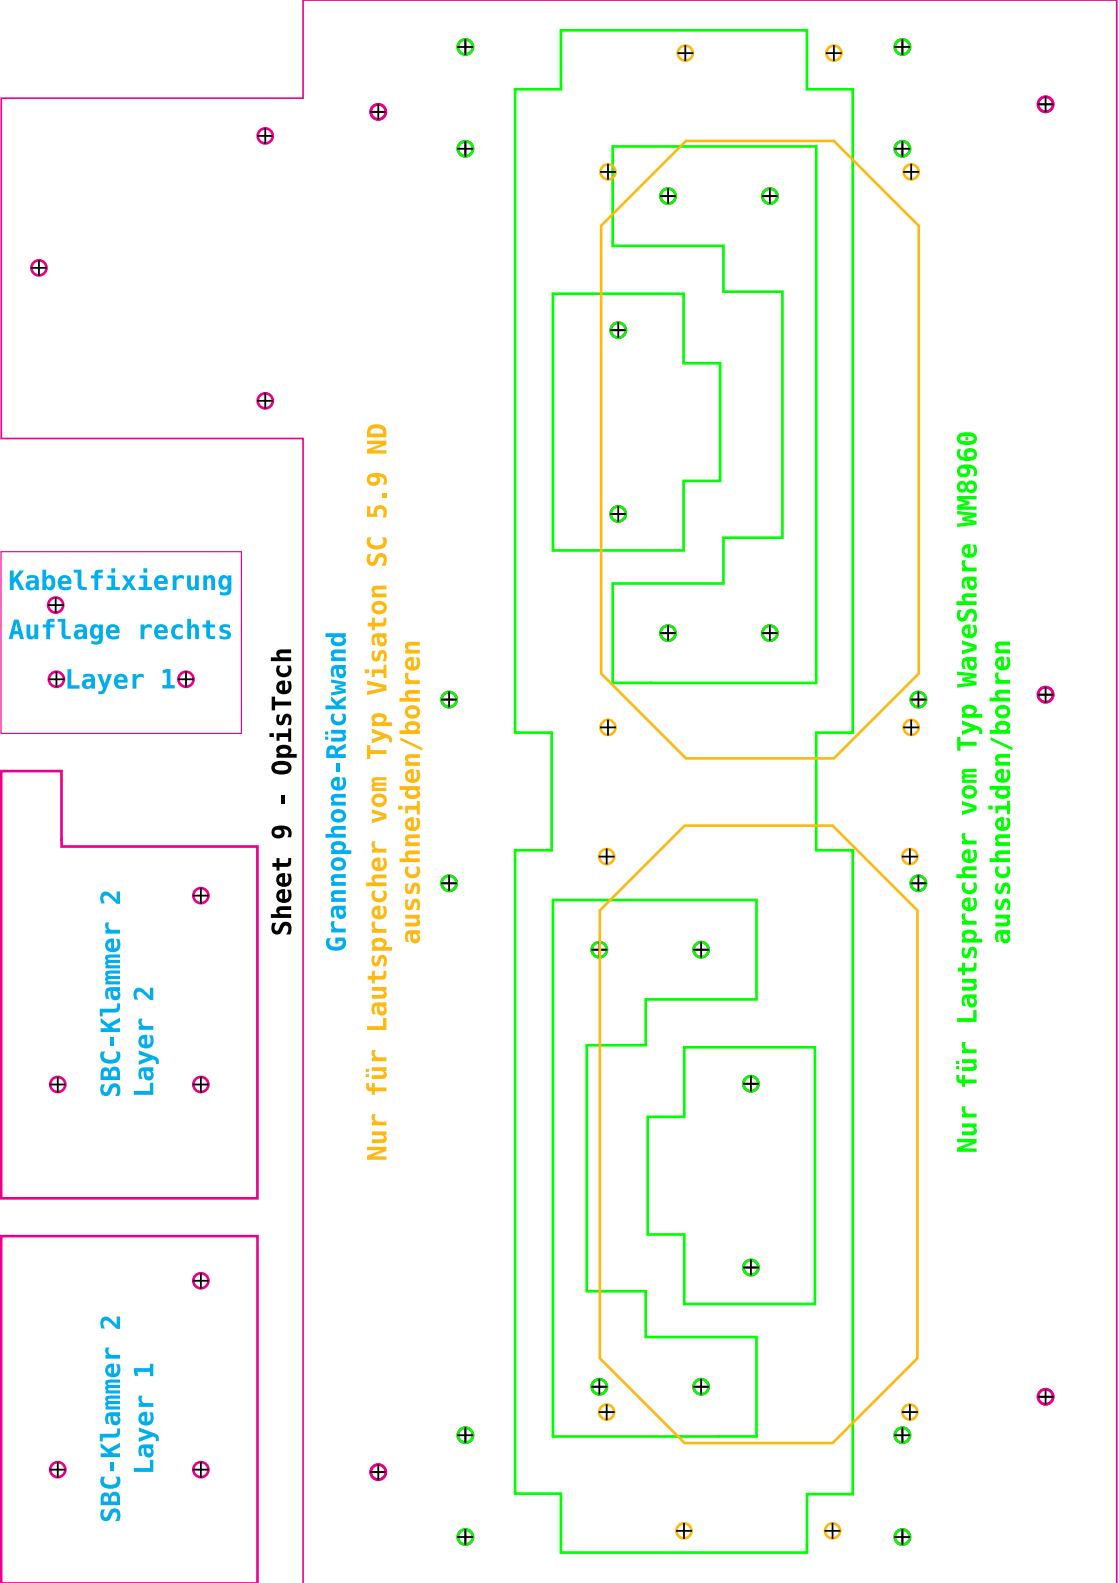 Kabelfixierung
Auflage rechts
Layer 1
SBC-Klammer 2
Layer 2
SBC-Klammer 2
Layer 1
Sheet 9 - OpisTech
Grannophone-Rückwand
Nur für Lautsprecher vom Typ Visaton SC 5.9 ND
ausschneiden/bohren
Nur für Lautsprecher vom Typ WaveShare WM8960
ausschneiden/bohren